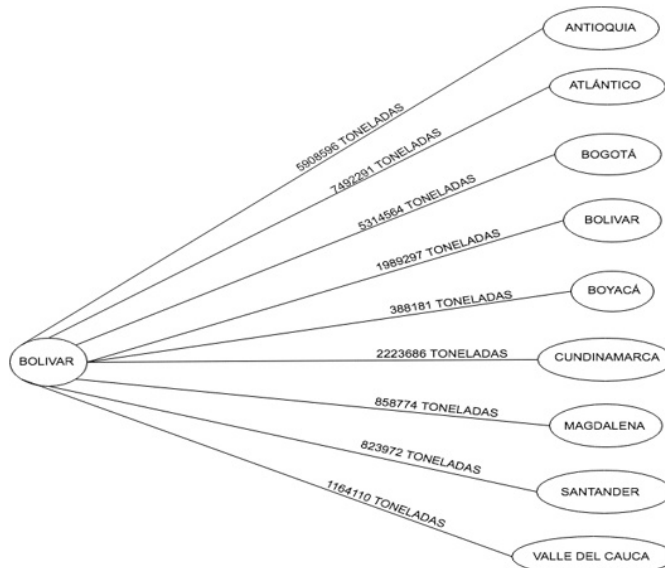 ANTIOQUIA
5908596 TONELADAS
ATLÁNTICO
7492291 TONELADAS
BOGOTÁ
5314564 TONELADAS
BOLIVAR
1989297 TONELADAS
BOYACÁ
388181 TONELADAS
BOLIVAR
2223686 TONELADAS
CUNDINAMARCA
858774 TONELADAS
MAGDALENA
823972 TONELADAS
SANTANDER
1164110 TONELADAS
VALLE DEL CAUCA